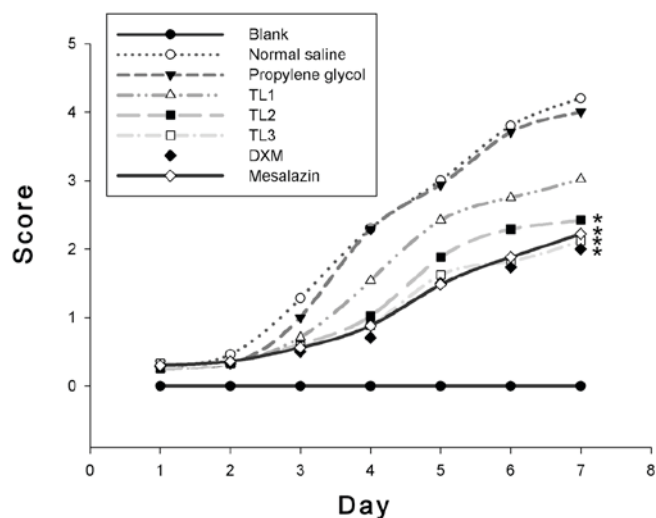 Blank
Normal saline
Propylene glycol
TL1
TL2
TL3
DXM
Mesalazin
5
4
3
2
1
0
Score
*
*
*
*
0 1 2 3 4 5 6 7 8
Day